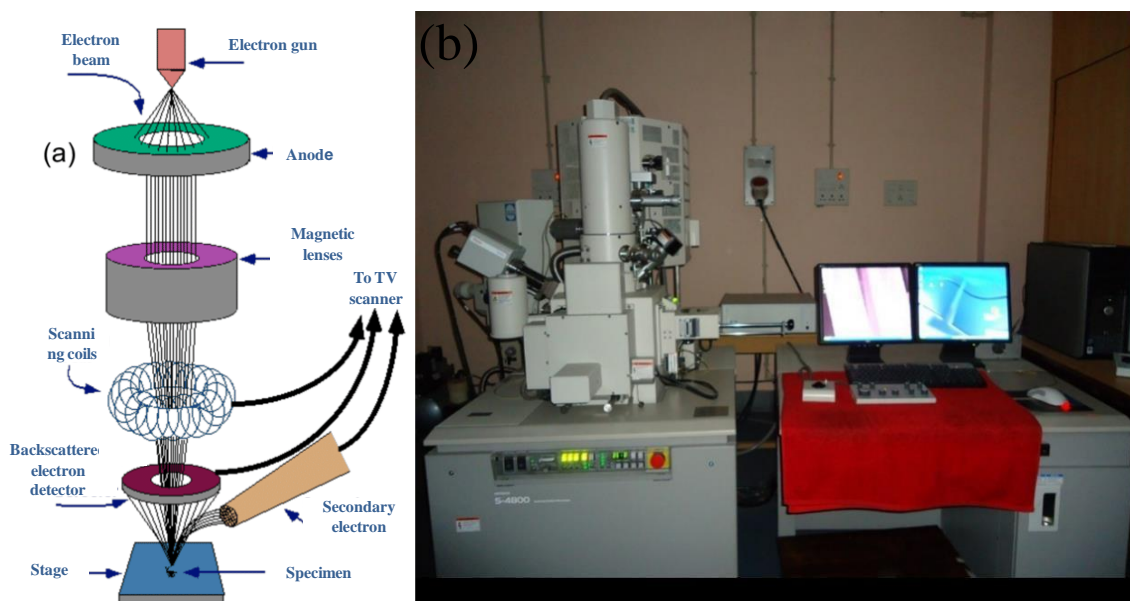 Electron
beam
Electron gun
(a)
Anode
Magnetic
lenses
To TV
scanner
Scanni
ng coils
Backscattere
electron
detector
Secondary
electron
Stage
Specimen
(b)
S-4800